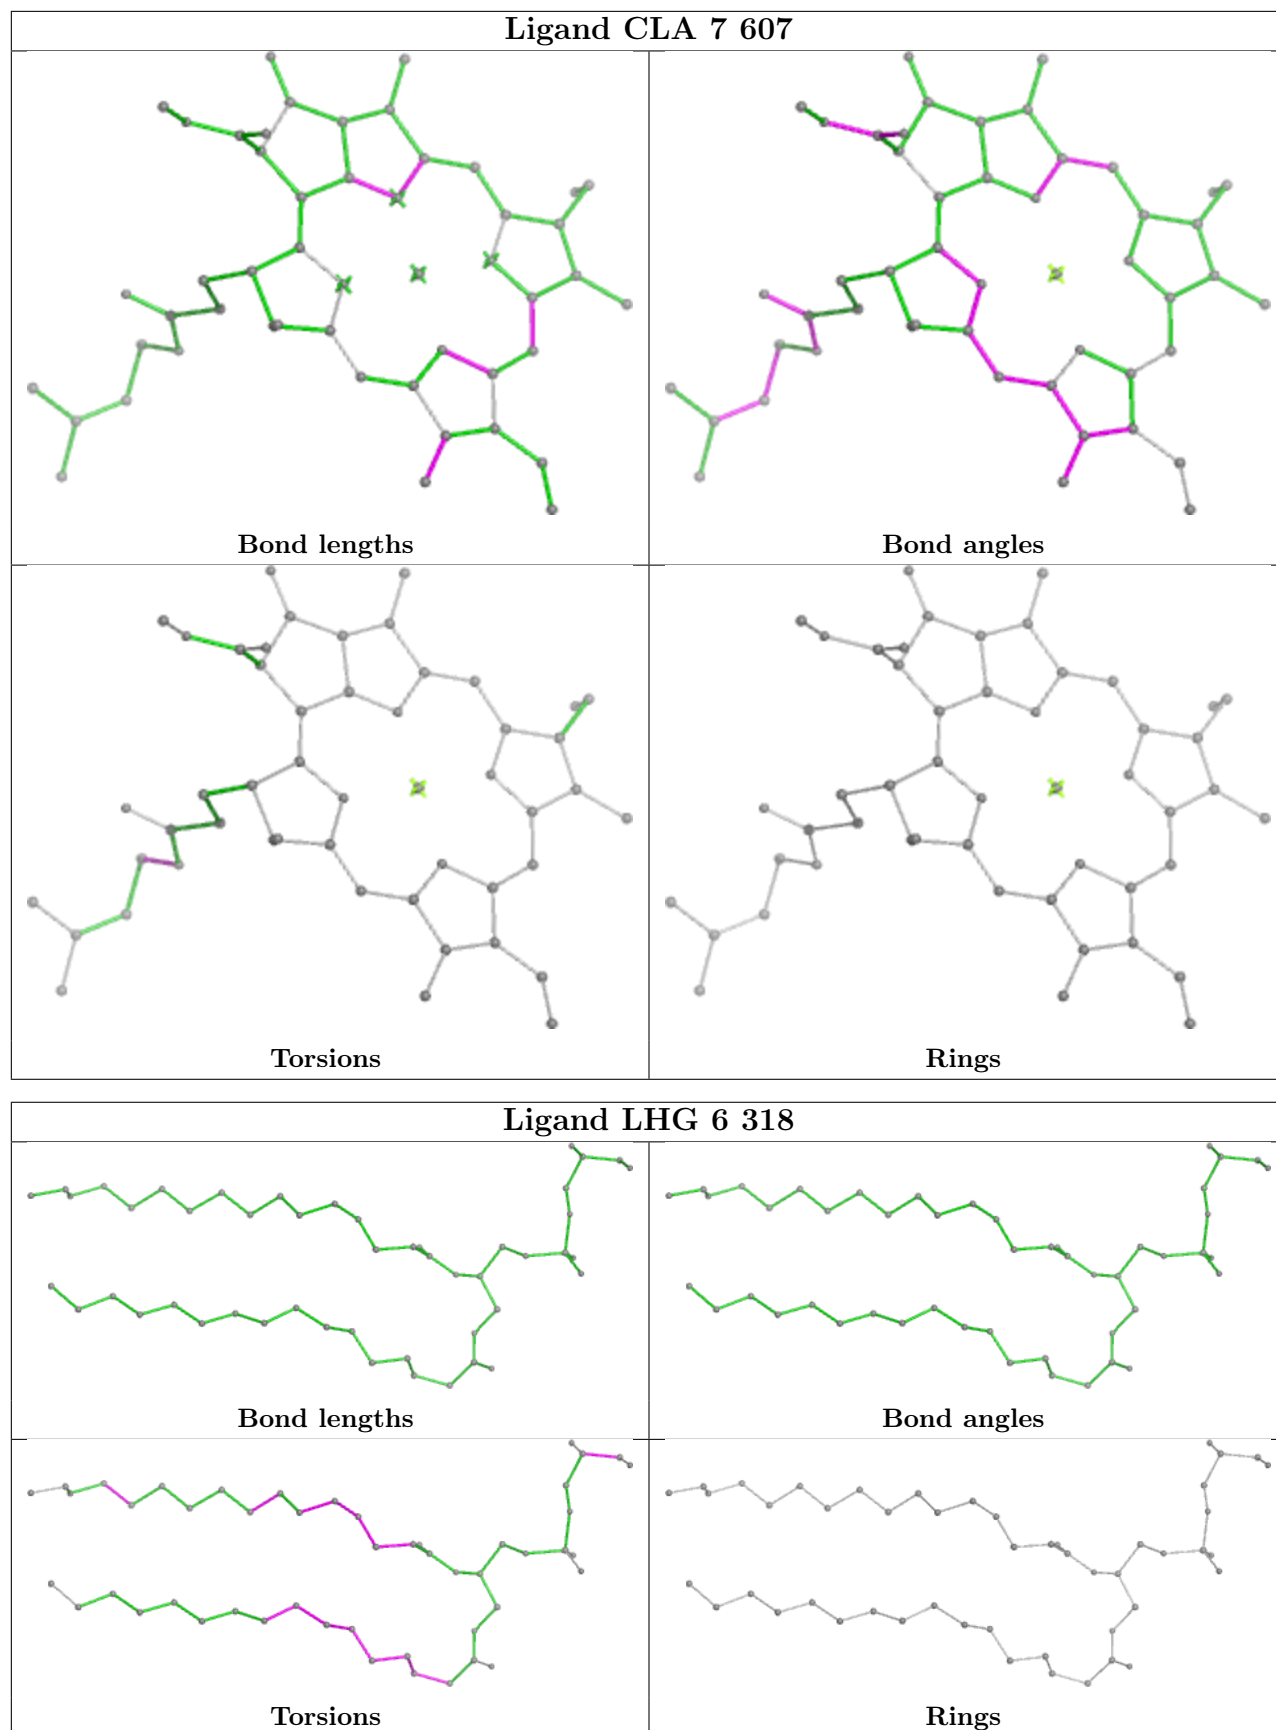 Ligand CLA 7 607
Bond lengths
Bond angles
Torsions
Rings
Ligand LHG 6 318
Bond lengths
Bond angles
Torsions
Rings